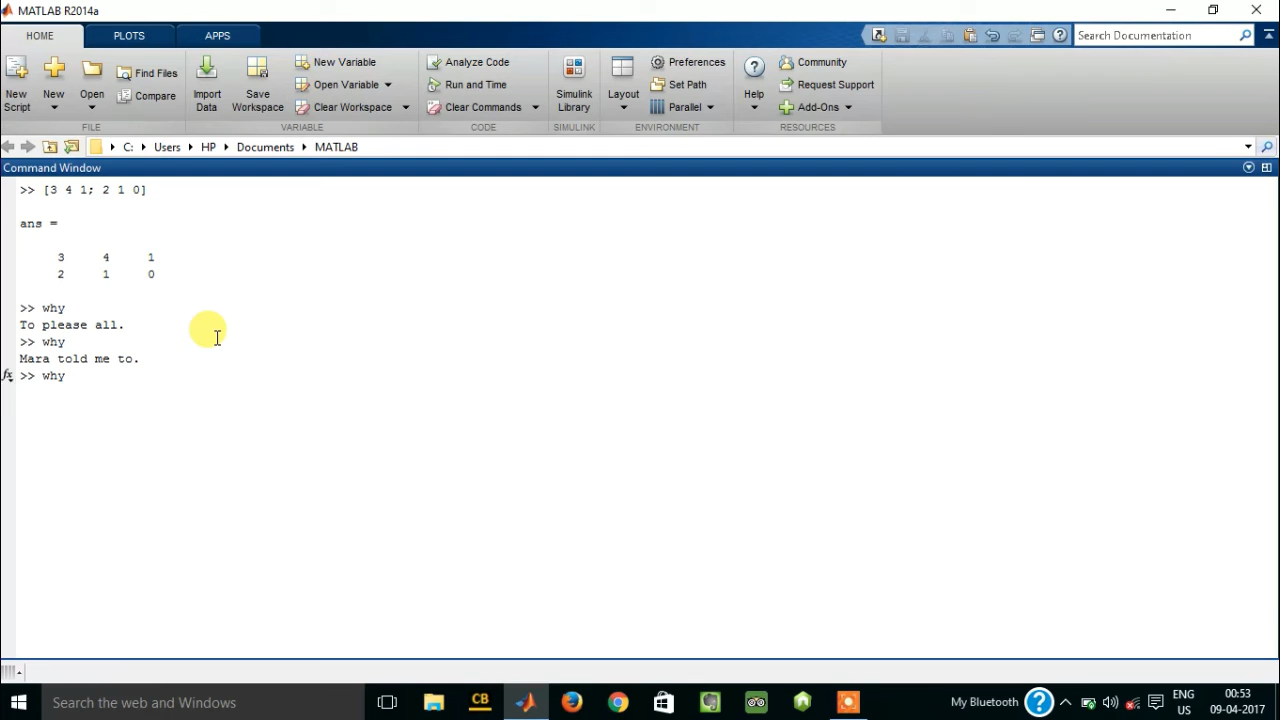 MATLAB R2014a
HOME PLOTS APPS
Search Documentation
New Script
New
Open
Find Files
Compare
FILE
Import Data
Save Workspace
New Variable
Open Variable
Clear Workspace
VARIABLE
Analyze Code
Run and Time
Clear Commands
CODE
Simulink Library
SIMULINK
Layout
Preferences
Set Path
Parallel
ENVIRONMENT
Help
Community
Request Support
Add-Ons
RESOURCES
C: Users HP Documents MATLAB
Command Window
>> [3 4 1; 2 1 0]
ans =
3 4 1
2 1 0
>> why
To please all.
>> why
Mara told me to.
fx >> why
Search the web and Windows
CB
My Bluetooth
ENG
US
00:53
09-04-2017